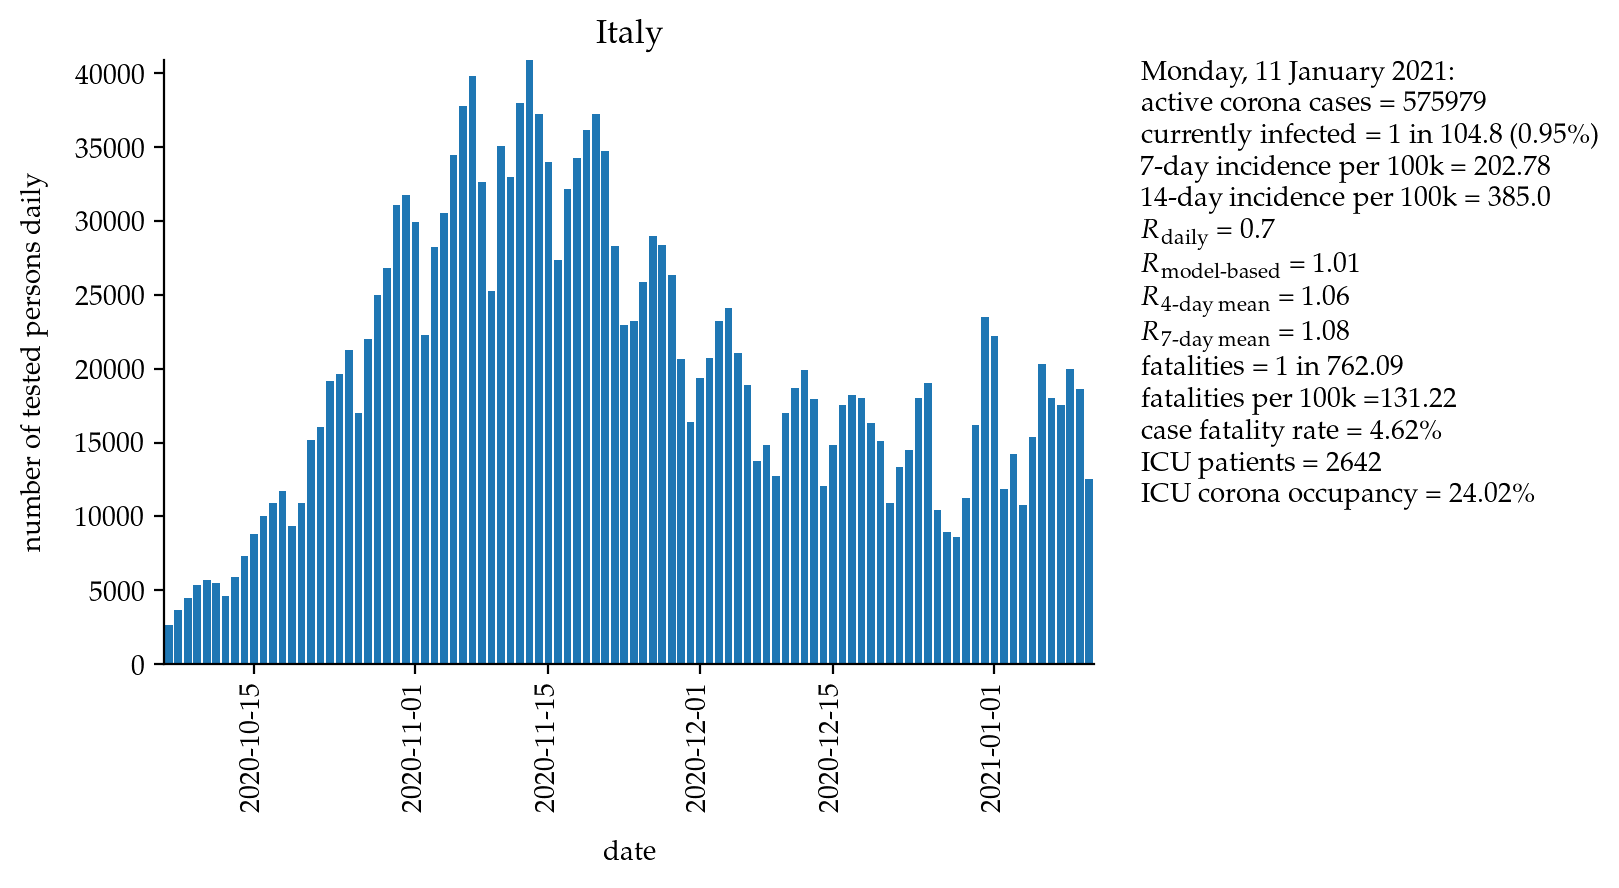 Italy
number of tested persons daily
40000
35000
30000
25000
20000
15000
10000
5000
0
2020-10-15
2020-11-01
2020-11-15
2020-12-01
2020-12-15
2021-01-01
date
Monday, 11 January 2021:
active corona cases = 575979
currently infected = 1 in 104.8 (0.95%)
7-day incidence per 100k = 202.78
14-day incidence per 100k = 385.0
R daily = 0.7
R model-based = 1.01
R 4-day mean = 1.06
R 7-day mean = 1.08
fatalities = 1 in 762.09
fatalities per 100k =131.22
case fatality rate = 4.62%
ICU patients = 2642
ICU corona occupancy = 24.02%